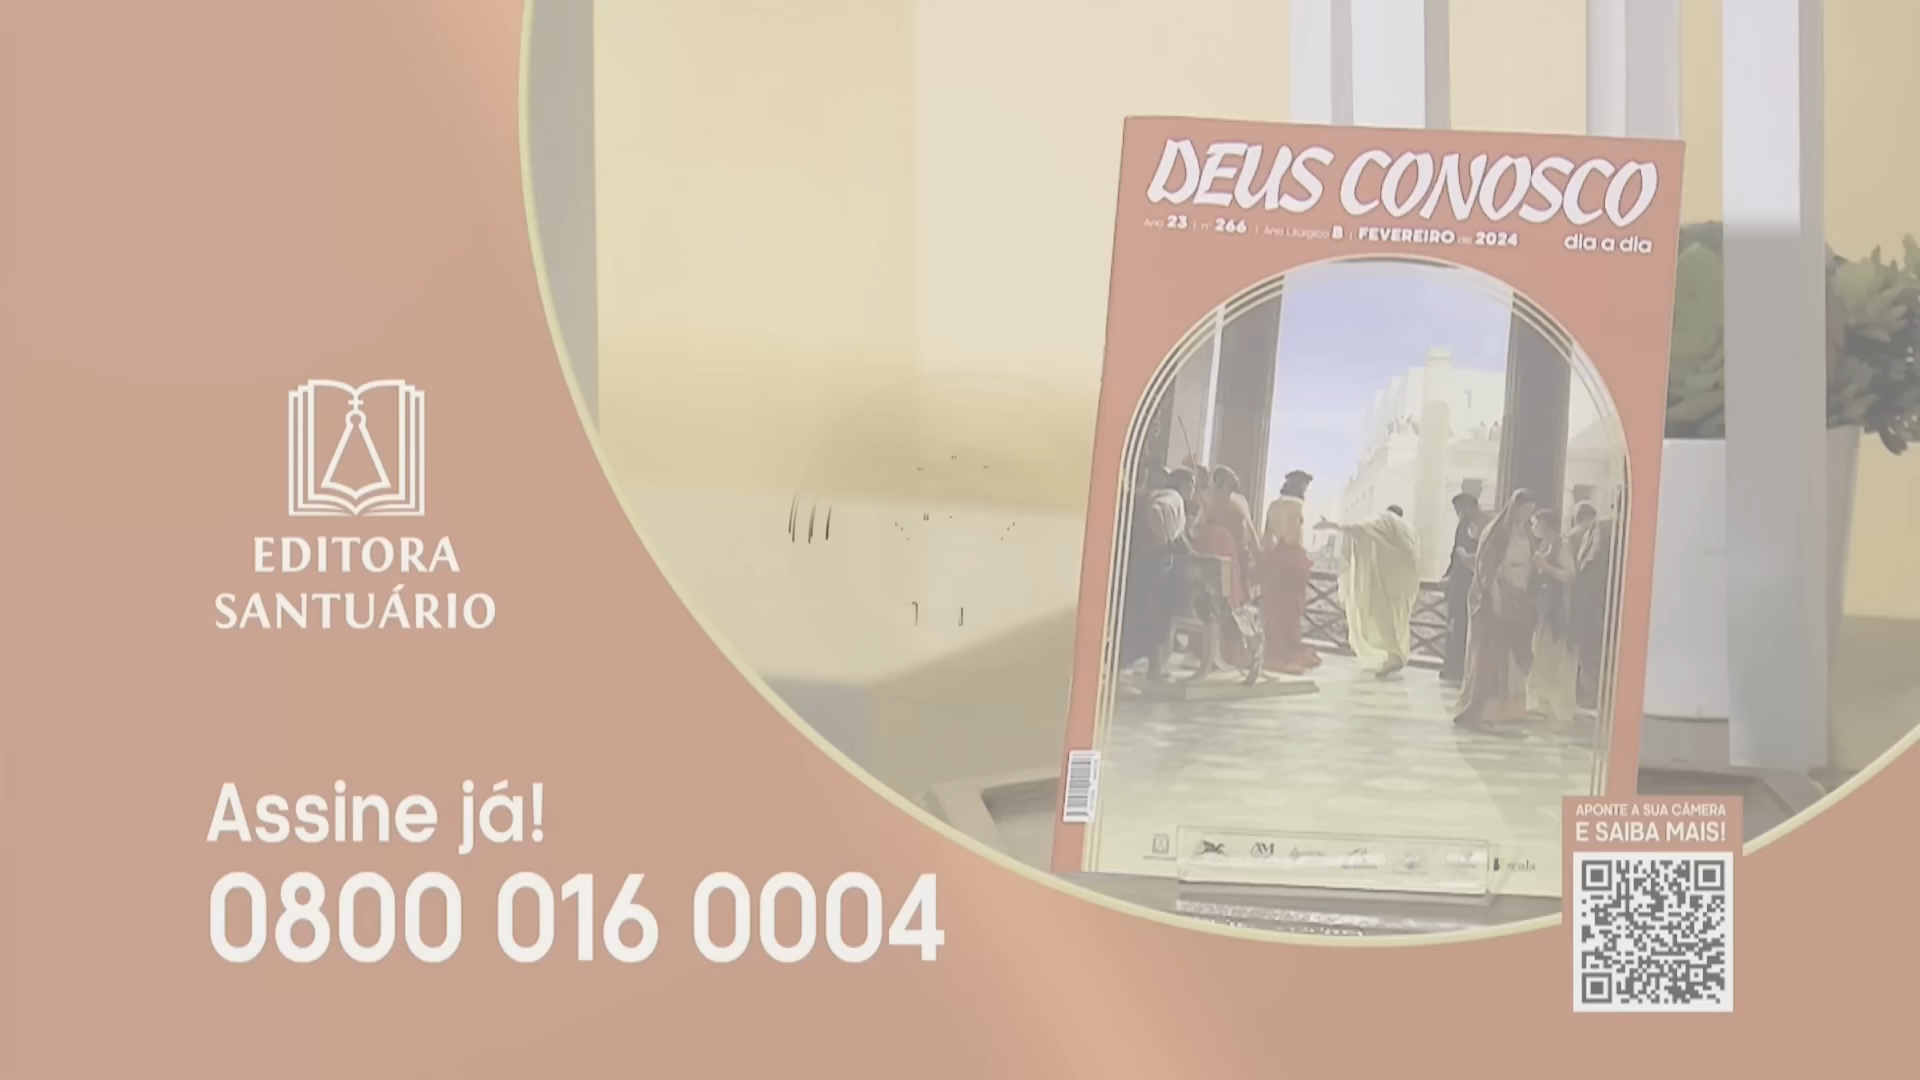 DEUS CONOSCO
Ano 23 | nº 266 | Ano Litúrgico B | FEVEREIRO de 2024
dia a dia
EDITORA
SANTUÁRIO
Assine já!
0800 016 0004
APONTE A SUA CÂMERA
E SAIBA MAIS!